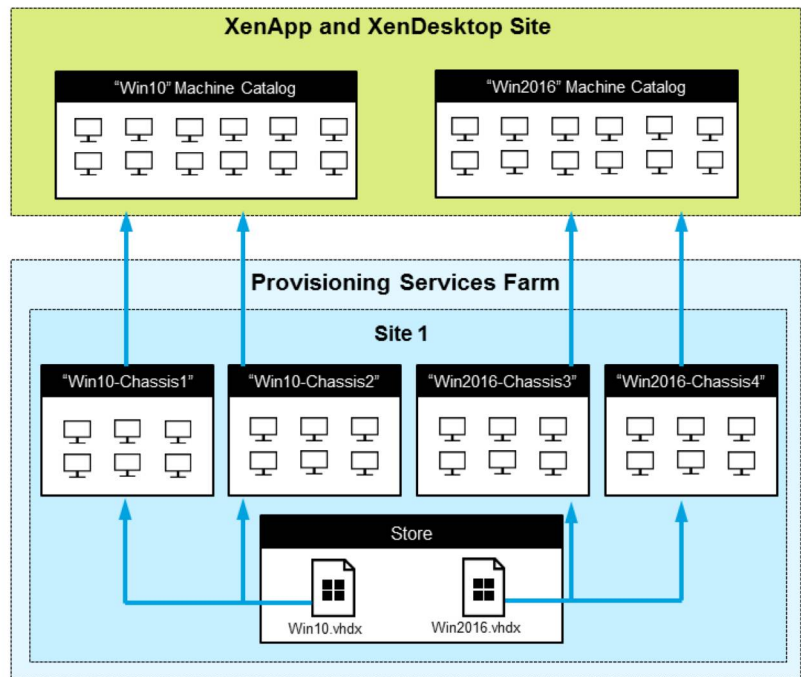 XenApp and XenDesktop Site
“Win10” Machine Catalog
“Win2016” Machine Catalog
Provisioning Services Farm
Site 1
“Win10-Chassis1”
“Win10-Chassis2”
“Win2016-Chassis3”
“Win2016-Chassis4”
Store
Win10.vhdx
Win2016.vhdx